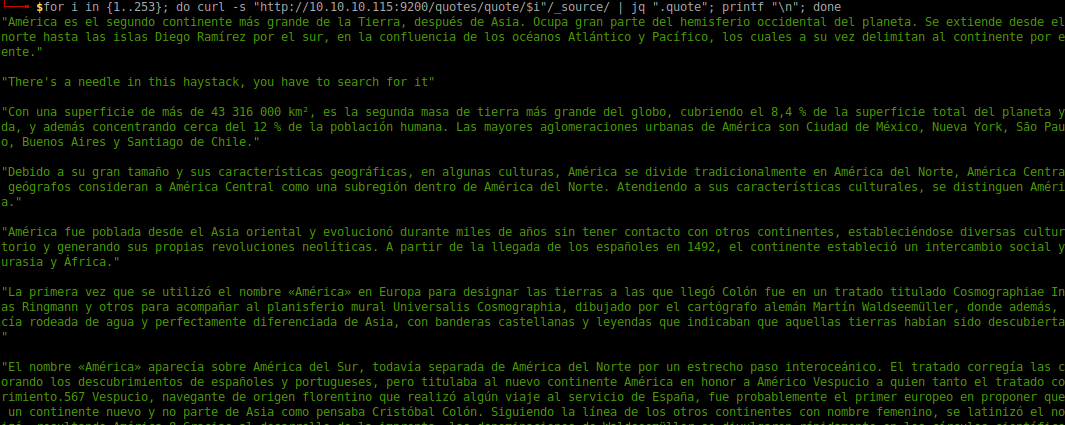 $for i in {1..253}; do curl -s "http://10.10.10.115:9200/quotes/quote/$i"/_source/ | jq ".quote"; printf "\n"; done
"América es el segundo continente más grande de la Tierra, después de Asia. Ocupa gran parte del hemisferio occidental del planeta. Se extiende desde el
norte hasta las islas Diego Ramírez por el sur, en la confluencia de los océanos Atlántico y Pacífico, los cuales a su vez delimitan al continente por e
ente."
"There's a needle in this haystack, you have to search for it"
"Con una superficie de más de 43 316 000 km², es la segunda masa de tierra más grande del globo, cubriendo el 8,4 % de la superficie total del planeta y
da, y además concentrando cerca del 12 % de la población humana. Las mayores aglomeraciones urbanas de América son Ciudad de México, Nueva York, São Pau
o, Buenos Aires y Santiago de Chile."
"Debido a su gran tamaño y sus características geográficas, en algunas culturas, América se divide tradicionalmente en América del Norte, América Centra
geógrafos consideran a América Central como una subregión dentro de América del Norte. Atendiendo a sus características culturales, se distinguen Améri
a."
"América fue poblada desde el Asia oriental y evolucionó durante miles de años sin tener contacto con otros continentes, estableciéndose diversas cultur
torio y generando sus propias revoluciones neolíticas. A partir de la llegada de los españoles en 1492, el continente estableció un intercambio social y
urasia y África."
"La primera vez que se utilizó el nombre «América» en Europa para designar las tierras a las que llegó Colón fue en un tratado titulado Cosmographiae In
as Ringmann y otros para acompañar al planisferio mural Universalis Cosmographia, dibujado por el cartógrafo alemán Martín Waldseemüller, donde además,
cía rodeada de agua y perfectamente diferenciada de Asia, con banderas castellanas y leyendas que indicaban que aquellas tierras habían sido descubierta
"
"El nombre «América» aparecía sobre América del Sur, todavía separada de América del Norte por un estrecho paso interoceánico. El tratado corregía las c
orando los descubrimientos de españoles y portugueses, pero titulaba al nuevo continente América en honor a Américo Vespucio a quien tanto el tratado co
rimiento.567 Vespucio, navegante de origen florentino que realizó algún viaje al servicio de España, fue probablemente el primer europeo en proponer que
un continente nuevo y no parte de Asia como pensaba Cristóbal Colón. Siguiendo la línea de los otros continentes con nombre femenino, se latinizó el no